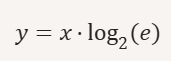 y = x · log₂(e)